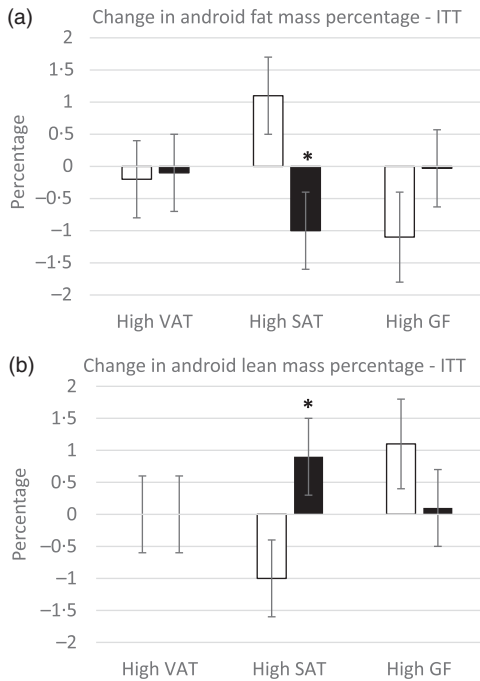 (a)
Change in android fat mass percentage - ITT
2
1·5
1
0·5
0
−0·5
−1
−1·5
−2
Percentage
*
High VAT High SAT High GF
(b)
Change in android lean mass percentage - ITT
2
1·5
1
0·5
0
−0·5
−1
−1·5
−2
Percentage
*
High VAT High SAT High GF